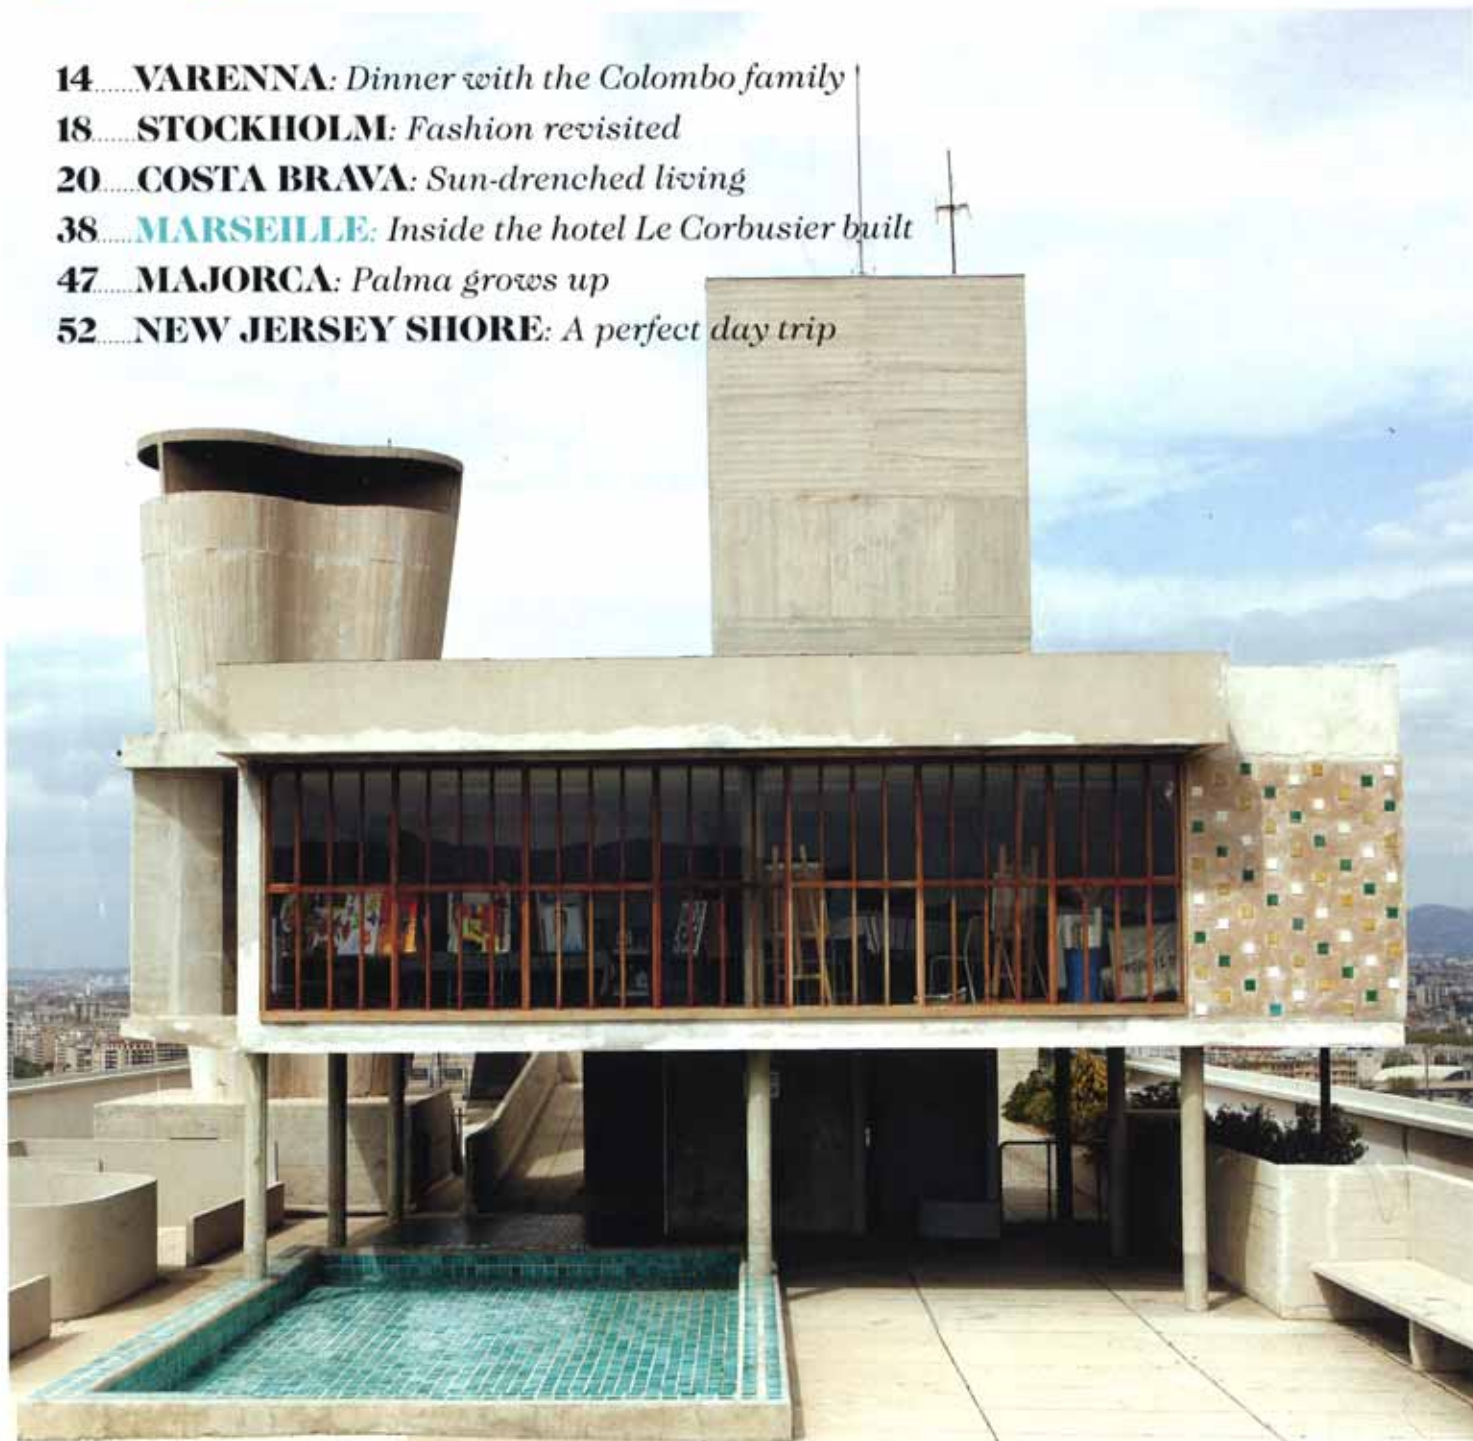 14......VARENNA: Dinner with the Colombo family
18......STOCKHOLM: Fashion revisited
20......COSTA BRAVA: Sun-drenched living
38......MARSEILLE: Inside the hotel Le Corbusier built
47......MAJORCA: Palma grows up
52......NEW JERSEY SHORE: A perfect day trip